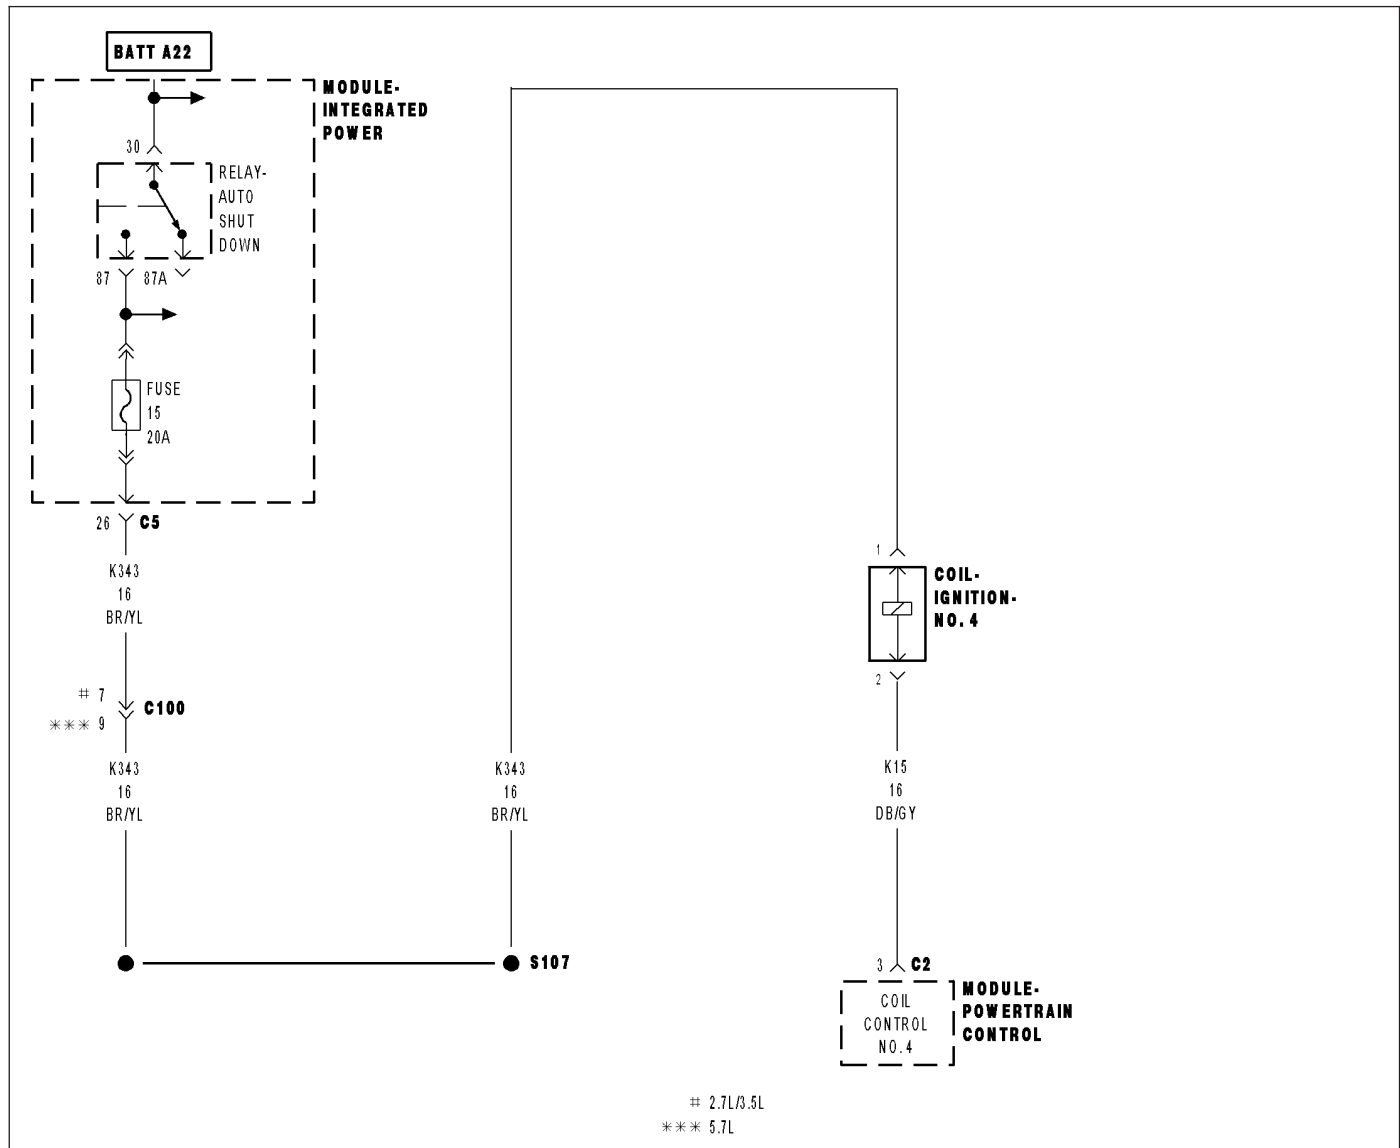 BATT A22
MODULE-
INTEGRATED
POWER
30
RELAY-
AUTO
SHUT
DOWN
87
87A
FUSE
15
20A
26
C5
K343
16
BR/YL
# 7
*** 9
C100
K343
16
BR/YL
K343
16
BR/YL
S107
1
COIL-
IGNITION-
NO. 4
2
K15
16
DB/GY
3
C2
COIL
CONTROL
NO. 4
MODULE-
POWERTRAIN
CONTROL
# 2.7L/3.5L
*** 5.7L